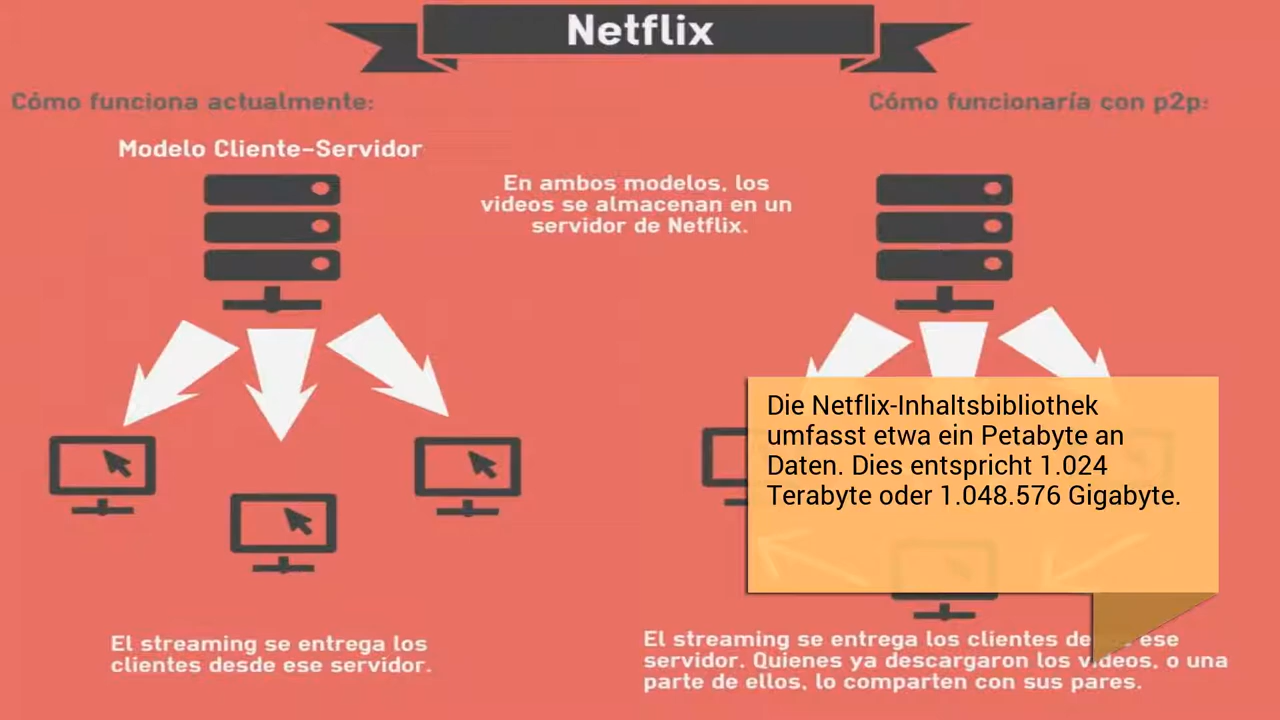 Netflix
Cómo funciona actualmente:
Cómo funcionaría con p2p:
Modelo Cliente-Servidor
En ambos modelos, los
videos se almacenan en un
servidor de Netflix.
Die Netflix-Inhaltsbibliothek
umfasst etwa ein Petabyte an
Daten. Dies entspricht 1.024
Terabyte oder 1.048.576 Gigabyte.
El streaming se entrega los
clientes desde ese servidor.
El streaming se entrega los clientes ese
servidor. Quienes ya descargaron los videos, o una
parte de ellos, lo comparten con sus pares.